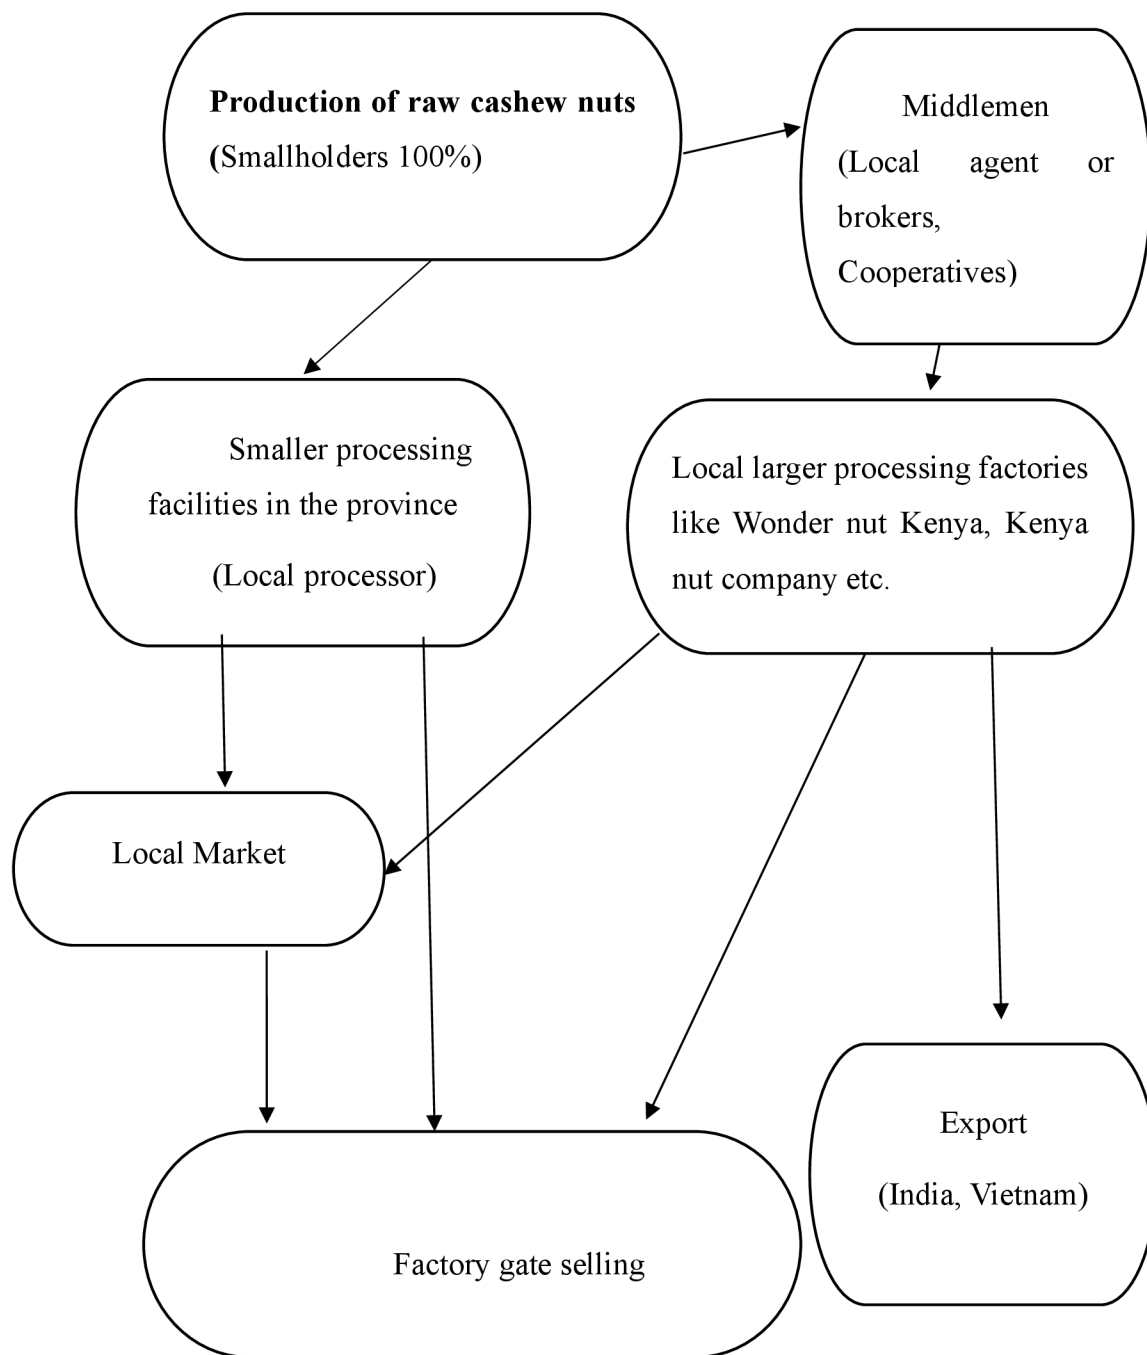 Production of raw cashew nuts
(Smallholders 100%)
Middlemen
(Local agent or
brokers,
Cooperatives)
Smaller processing
facilities in the province
(Local processor)
Local larger processing factories
like Wonder nut Kenya, Kenya
nut company etc.
Local Market
Export
(India, Vietnam)
Factory gate selling